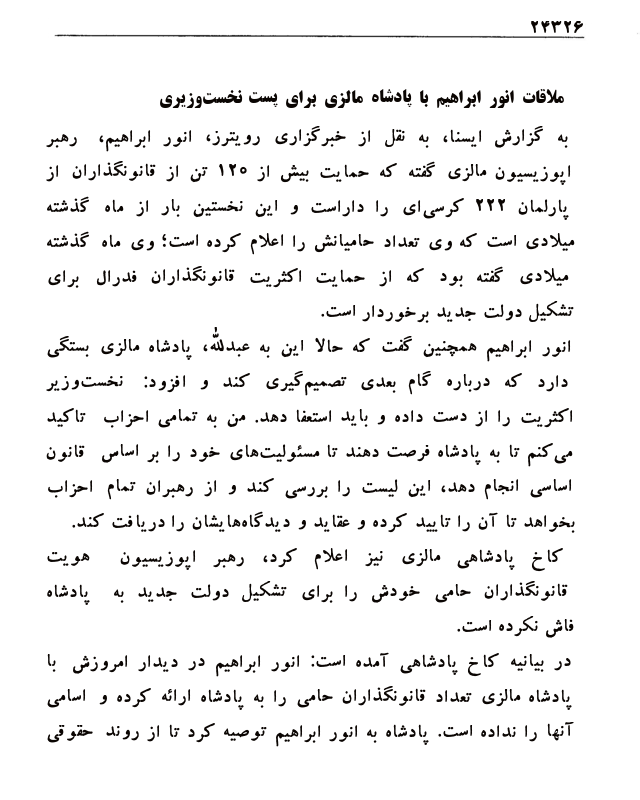 ۲۴۳۲۶
ملاقات انور ابراهیم با پادشاه مالزی برای پست نخست‌وزیری
به گزارش ایسنا، به نقل از خبرگزاری رویترز، انور ابراهیم، رهبر
اپوزیسیون مالزی گفته که حمایت بیش از ۱۲۰ تن از قانونگذاران از
پارلمان ۲۲۲ کرسی‌ای را داراست و این نخستین بار از ماه گذشته
میلادی است که وی تعداد حامیانش را اعلام کرده است؛ وی ماه گذشته
میلادی گفته بود که از حمایت اکثریت قانونگذاران فدرال برای
تشکیل دولت جدید برخوردار است.
انور ابراهیم همچنین گفت که حالا این به عبدلله، پادشاه مالزی بستگی
دارد که درباره گام بعدی تصمیم‌گیری کند و افزود: نخست‌وزیر
اکثریت را از دست داده و باید استعفا دهد. من به تمامی احزاب تاکید
می‌کنم تا به پادشاه فرصت دهند تا مسئولیت‌های خود را بر اساس قانون
اساسی انجام دهد، این لیست را بررسی کند و از رهبران تمام احزاب
بخواهد تا آن را تایید کرده و عقاید و دیدگاه‌هایشان را دریافت کند.
کاخ پادشاهی مالزی نیز اعلام کرد، رهبر اپوزیسیون هویت
قانونگذاران حامی خودش را برای تشکیل دولت جدید به پادشاه
فاش نکرده است.
در بیانیه کاخ پادشاهی آمده است: انور ابراهیم در دیدار امروزش با
پادشاه مالزی تعداد قانونگذاران حامی را به پادشاه ارائه کرده و اسامی
آنها را نداده است. پادشاه به انور ابراهیم توصیه کرد تا از روند حقوقی